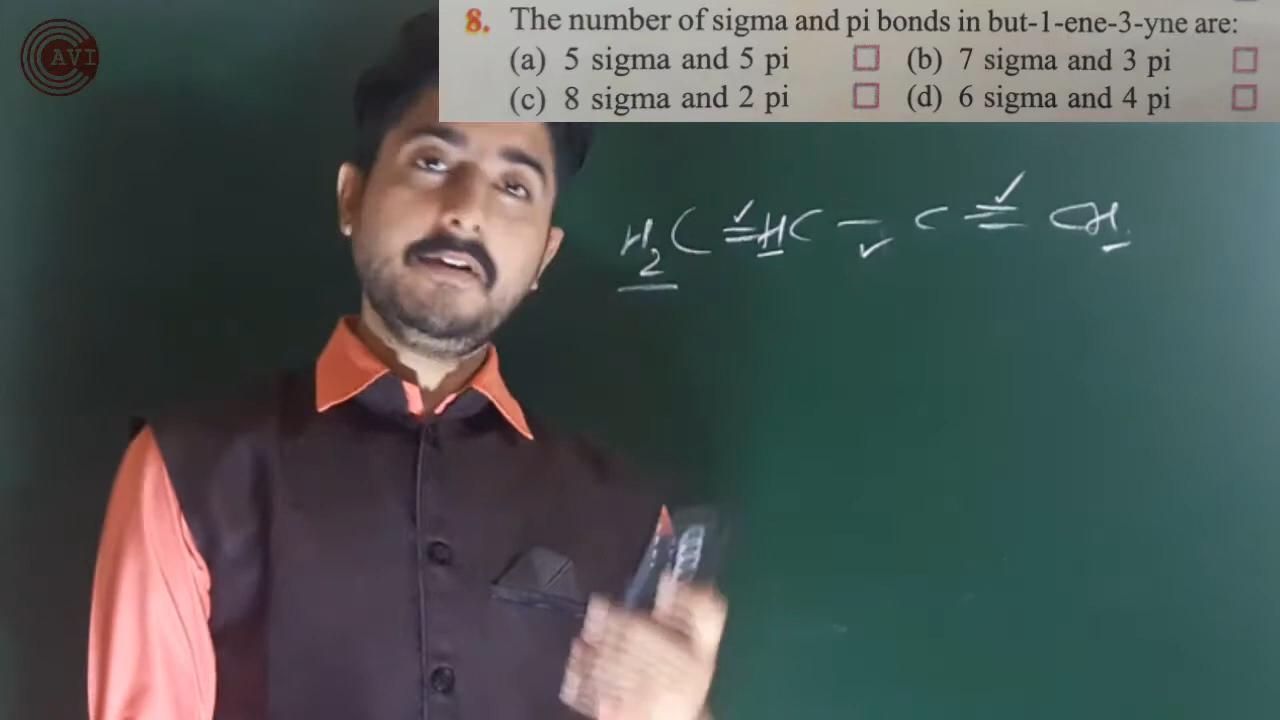 AVI
8. The number of sigma and pi bonds in but-1-ene-3-yne are:
(a) 5 sigma and 5 pi (b) 7 sigma and 3 pi
(c) 8 sigma and 2 pi (d) 6 sigma and 4 pi
H₂C = HC - C ≡ CH